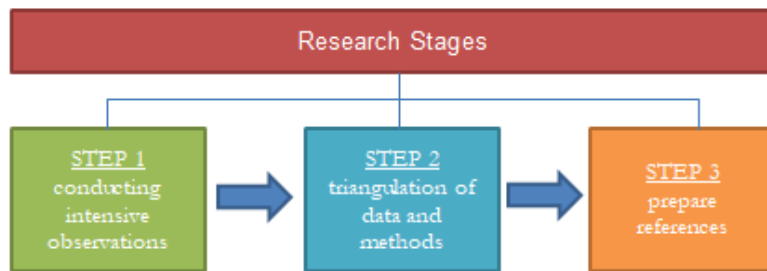 Research Stages
STEP 1
conducting
intensive
observations
STEP 2
triangulation of
data and
methods
STEP 3
prepare
references